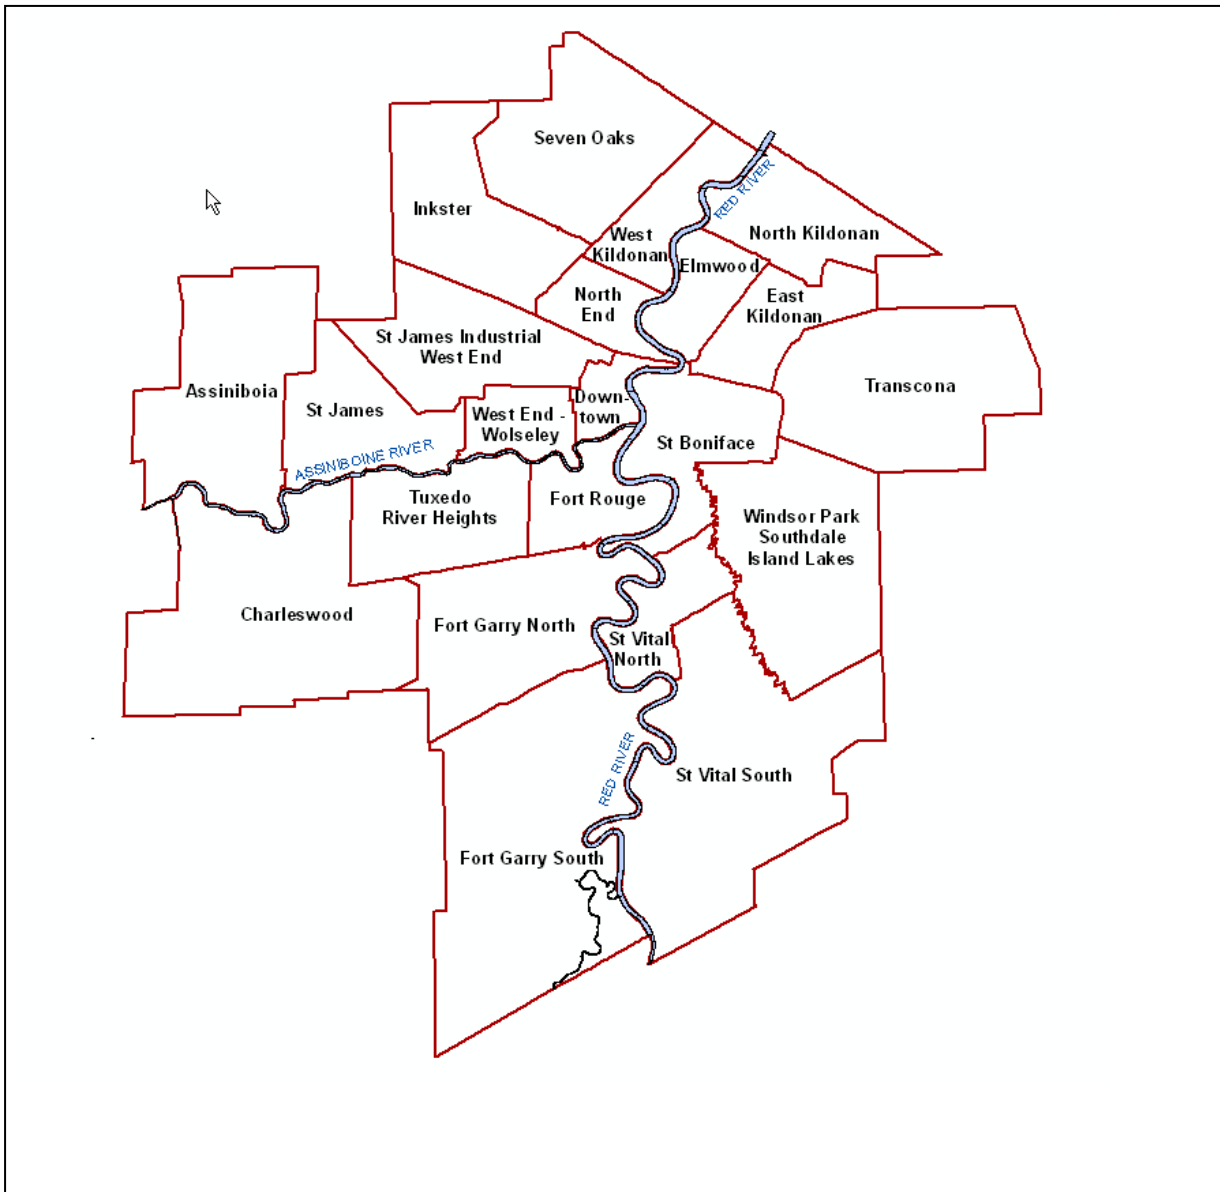 Seven Oaks
RED RIVER
Inkster
North Kildonan
West
Kildonan
Elmwood
North
End
East
Kildonan
St James Industrial
West End
Assiniboia
Transcona
St James
Down-
town
West End -
Wolseley
St Boniface
ASSINIBOINE RIVER
Tuxedo
River Heights
Fort Rouge
Windsor Park
Southdale
Island Lakes
Charleswood
Fort Garry North
St Vital
North
RED RIVER
St Vital South
Fort Garry South